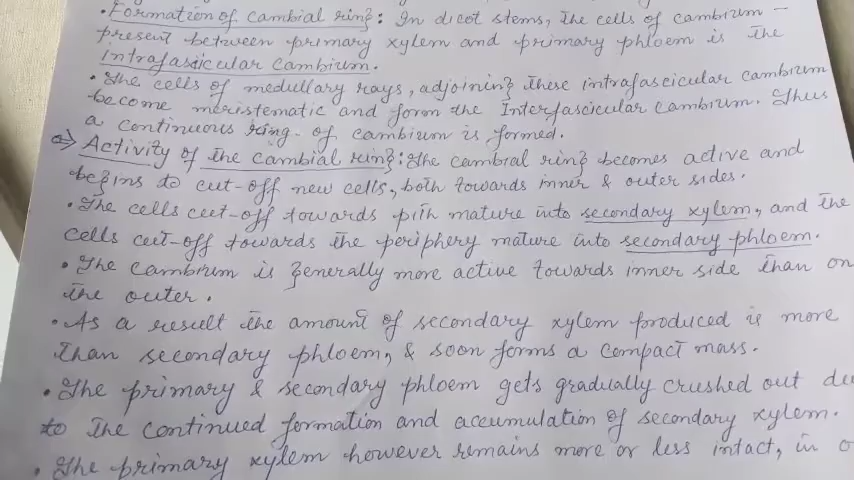 • Formation of cambial ring: In dicot stems, the cells of cambium -
present between primary xylem and primary phloem is the
intrafasicular cambium.
• The cells of medullary rays, adjoining these intrafascicular cambium
become meristematic and form the Interfascicular Cambium. Thus
a continuous ring of cambium is formed.
⇒ Activity of the cambial ring: The cambial ring becomes active and
begins to cut-off new cells, both towards inner & outer sides.
• The cells cut-off towards pith mature into secondary xylem, and the
cells cut-off towards the periphery mature into secondary phloem.
• The cambium is generally more active towards inner side than on
the outer.
• As a result the amount of secondary xylem produced is more
than secondary phloem, & soon forms a compact mass.
• The primary & secondary phloem gets gradually crushed out du
to the continued formation and accumulation of secondary xylem.
• The primary xylem however remains more or less intact, in o